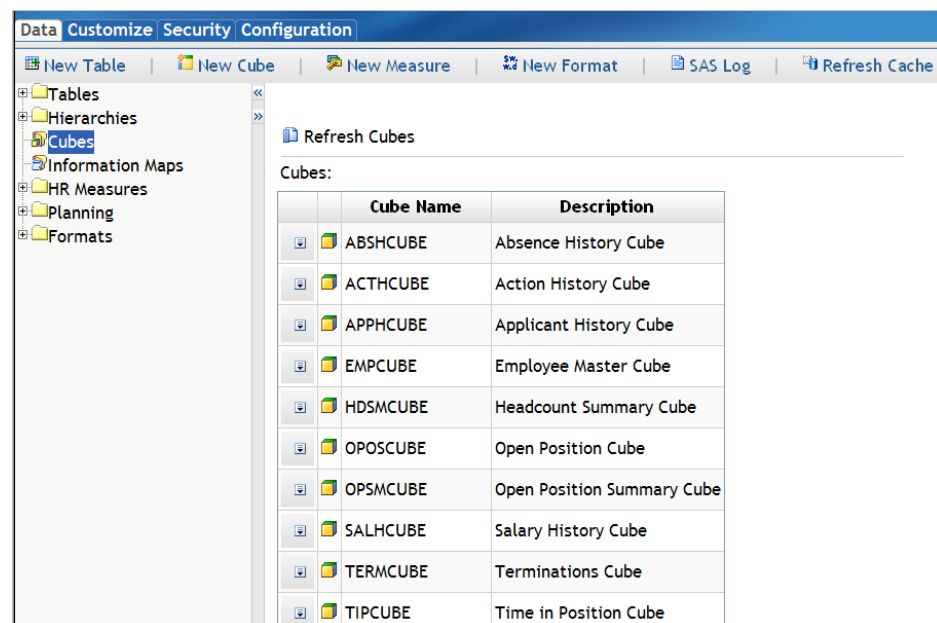 Data Customize Security Configuration
New Table | New Cube | New Measure | New Format | SAS Log | Refresh Cache
Tables
Hierarchies
Cubes
Information Maps
HR Measures
Planning
Formats
Refresh Cubes
Cubes:
Cube Name Description
ABSHCUBE Absence History Cube
ACTHCUBE Action History Cube
APPHCUBE Applicant History Cube
EMPCUBE Employee Master Cube
HDSMCUBE Headcount Summary Cube
OPOSCUBE Open Position Cube
OPSMCUBE Open Position Summary Cube
SALHCUBE Salary History Cube
TERMCUBE Terminations Cube
TIPCUBE Time in Position Cube